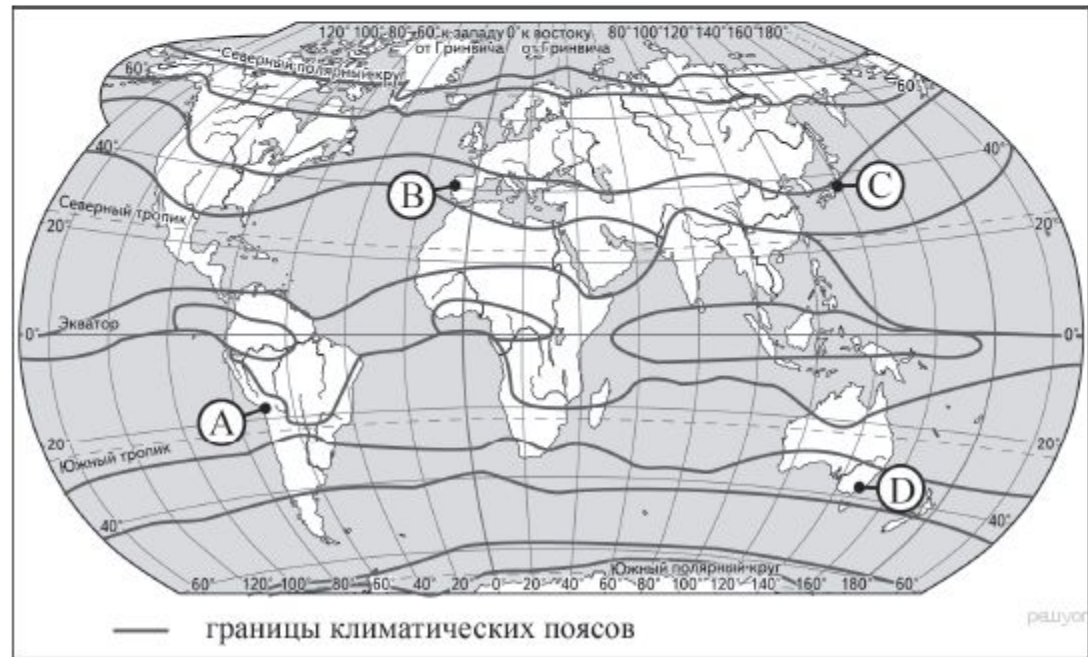 120° 100° 80° 60° к западу 0° к востоку 80° 100° 120° 140° 160° 180°
от Гринвича от Гринвича
Северный полярный круг
60° 60°
40° 40°
B C
Северный тропик
20° 20°
Экватор
0° 0°
A
20° 20°
Южный тропик
D
40° 40°
Южный полярный круг
60° 120° 100° 80° 60° 40° 20° 0° 20° 40° 60° 80° 100° 120° 140° 160° 180° 60°
границы климатических поясов